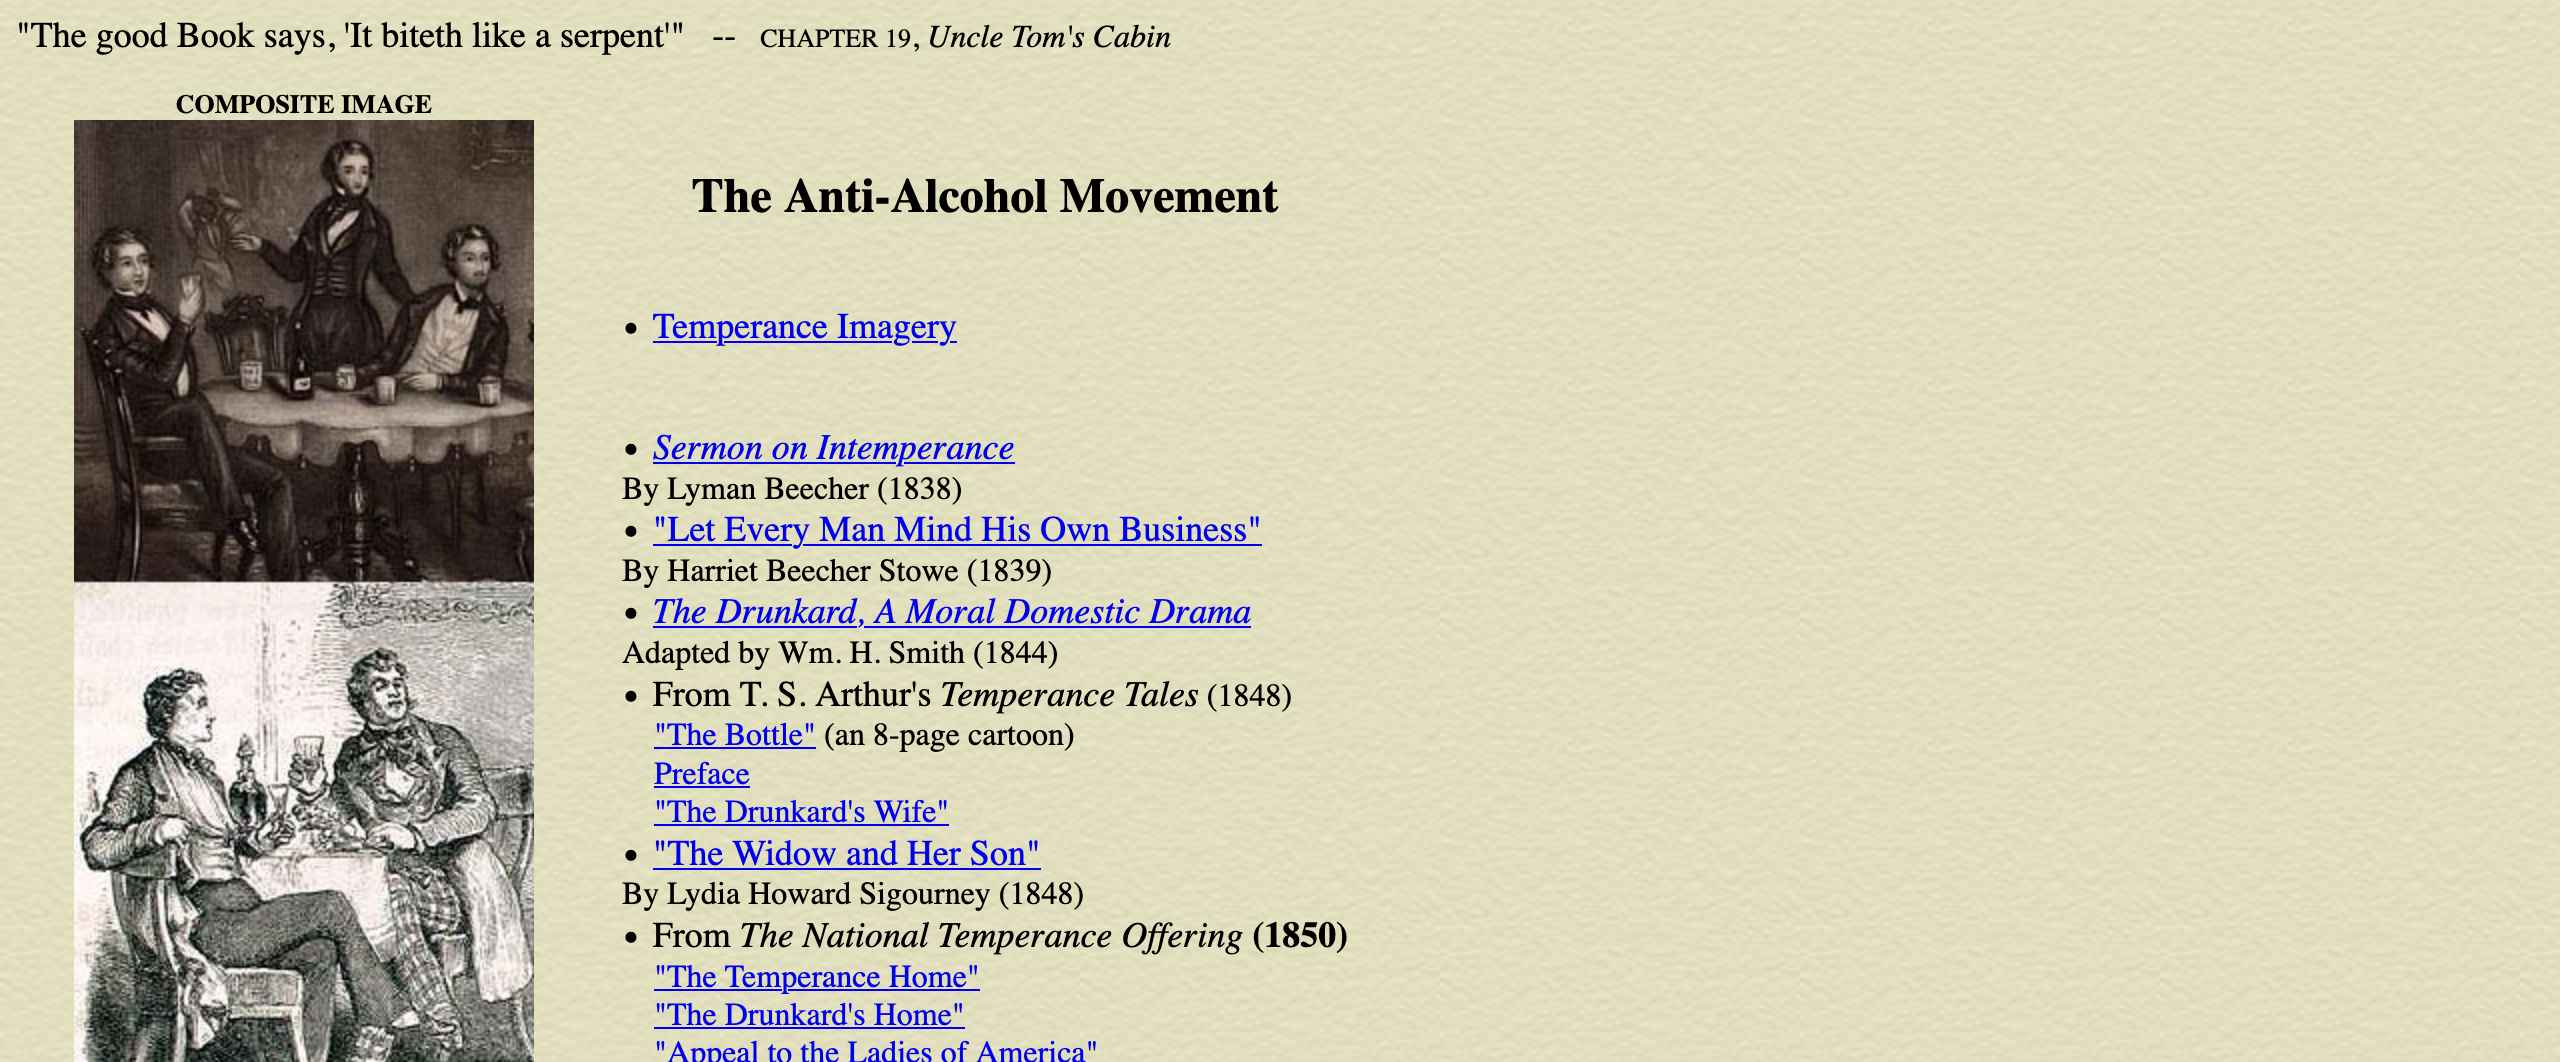 "The good Book says, 'It biteth like a serpent'" -- CHAPTER 19, Uncle Tom's Cabin
COMPOSITE IMAGE
The Anti-Alcohol Movement
• Temperance Imagery
• Sermon on Intemperance
By Lyman Beecher (1838)
• "Let Every Man Mind His Own Business"
By Harriet Beecher Stowe (1839)
• The Drunkard, A Moral Domestic Drama
Adapted by Wm. H. Smith (1844)
• From T. S. Arthur's Temperance Tales (1848)
"The Bottle" (an 8-page cartoon)
Preface
"The Drunkard's Wife"
• "The Widow and Her Son"
By Lydia Howard Sigourney (1848)
• From The National Temperance Offering (1850)
"The Temperance Home"
"The Drunkard's Home"
"Appeal to the Ladies of America"